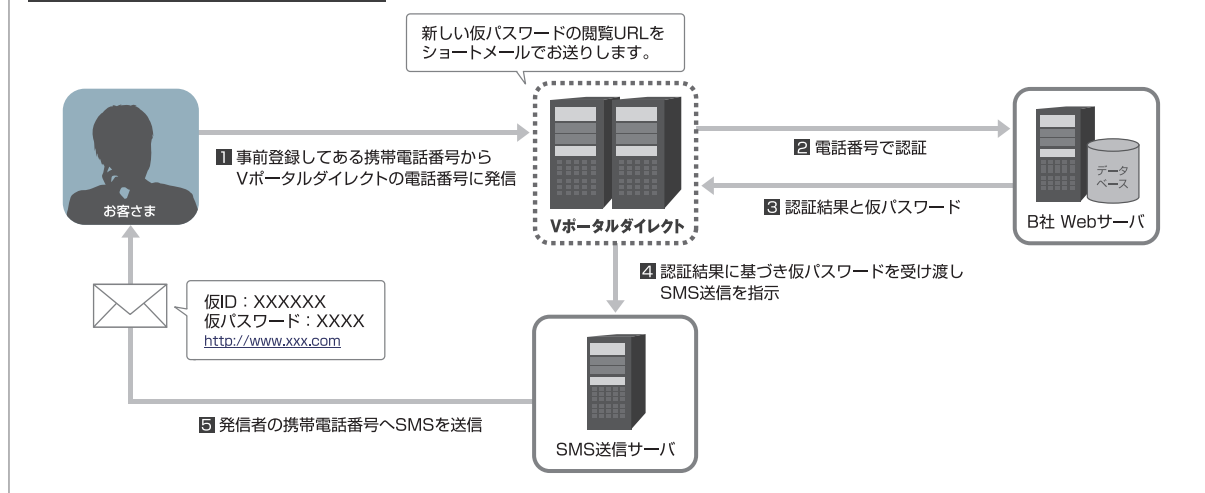 新しい仮パスワードの閲覧URLを
ショートメールでお送りします。
お客さま
1 事前登録してある携帯電話番号から
Vポータルダイレクトの電話番号に発信
Vポータルダイレクト
2 電話番号で認証
3 認証結果と仮パスワード
データ
ベース
B社 Webサーバ
4 認証結果に基づき仮パスワードを受け渡し
SMS送信を指示
仮ID：XXXXXX
仮パスワード：XXXX
http://www.xxx.com
5 発信者の携帯電話番号へSMSを送信
SMS送信サーバ